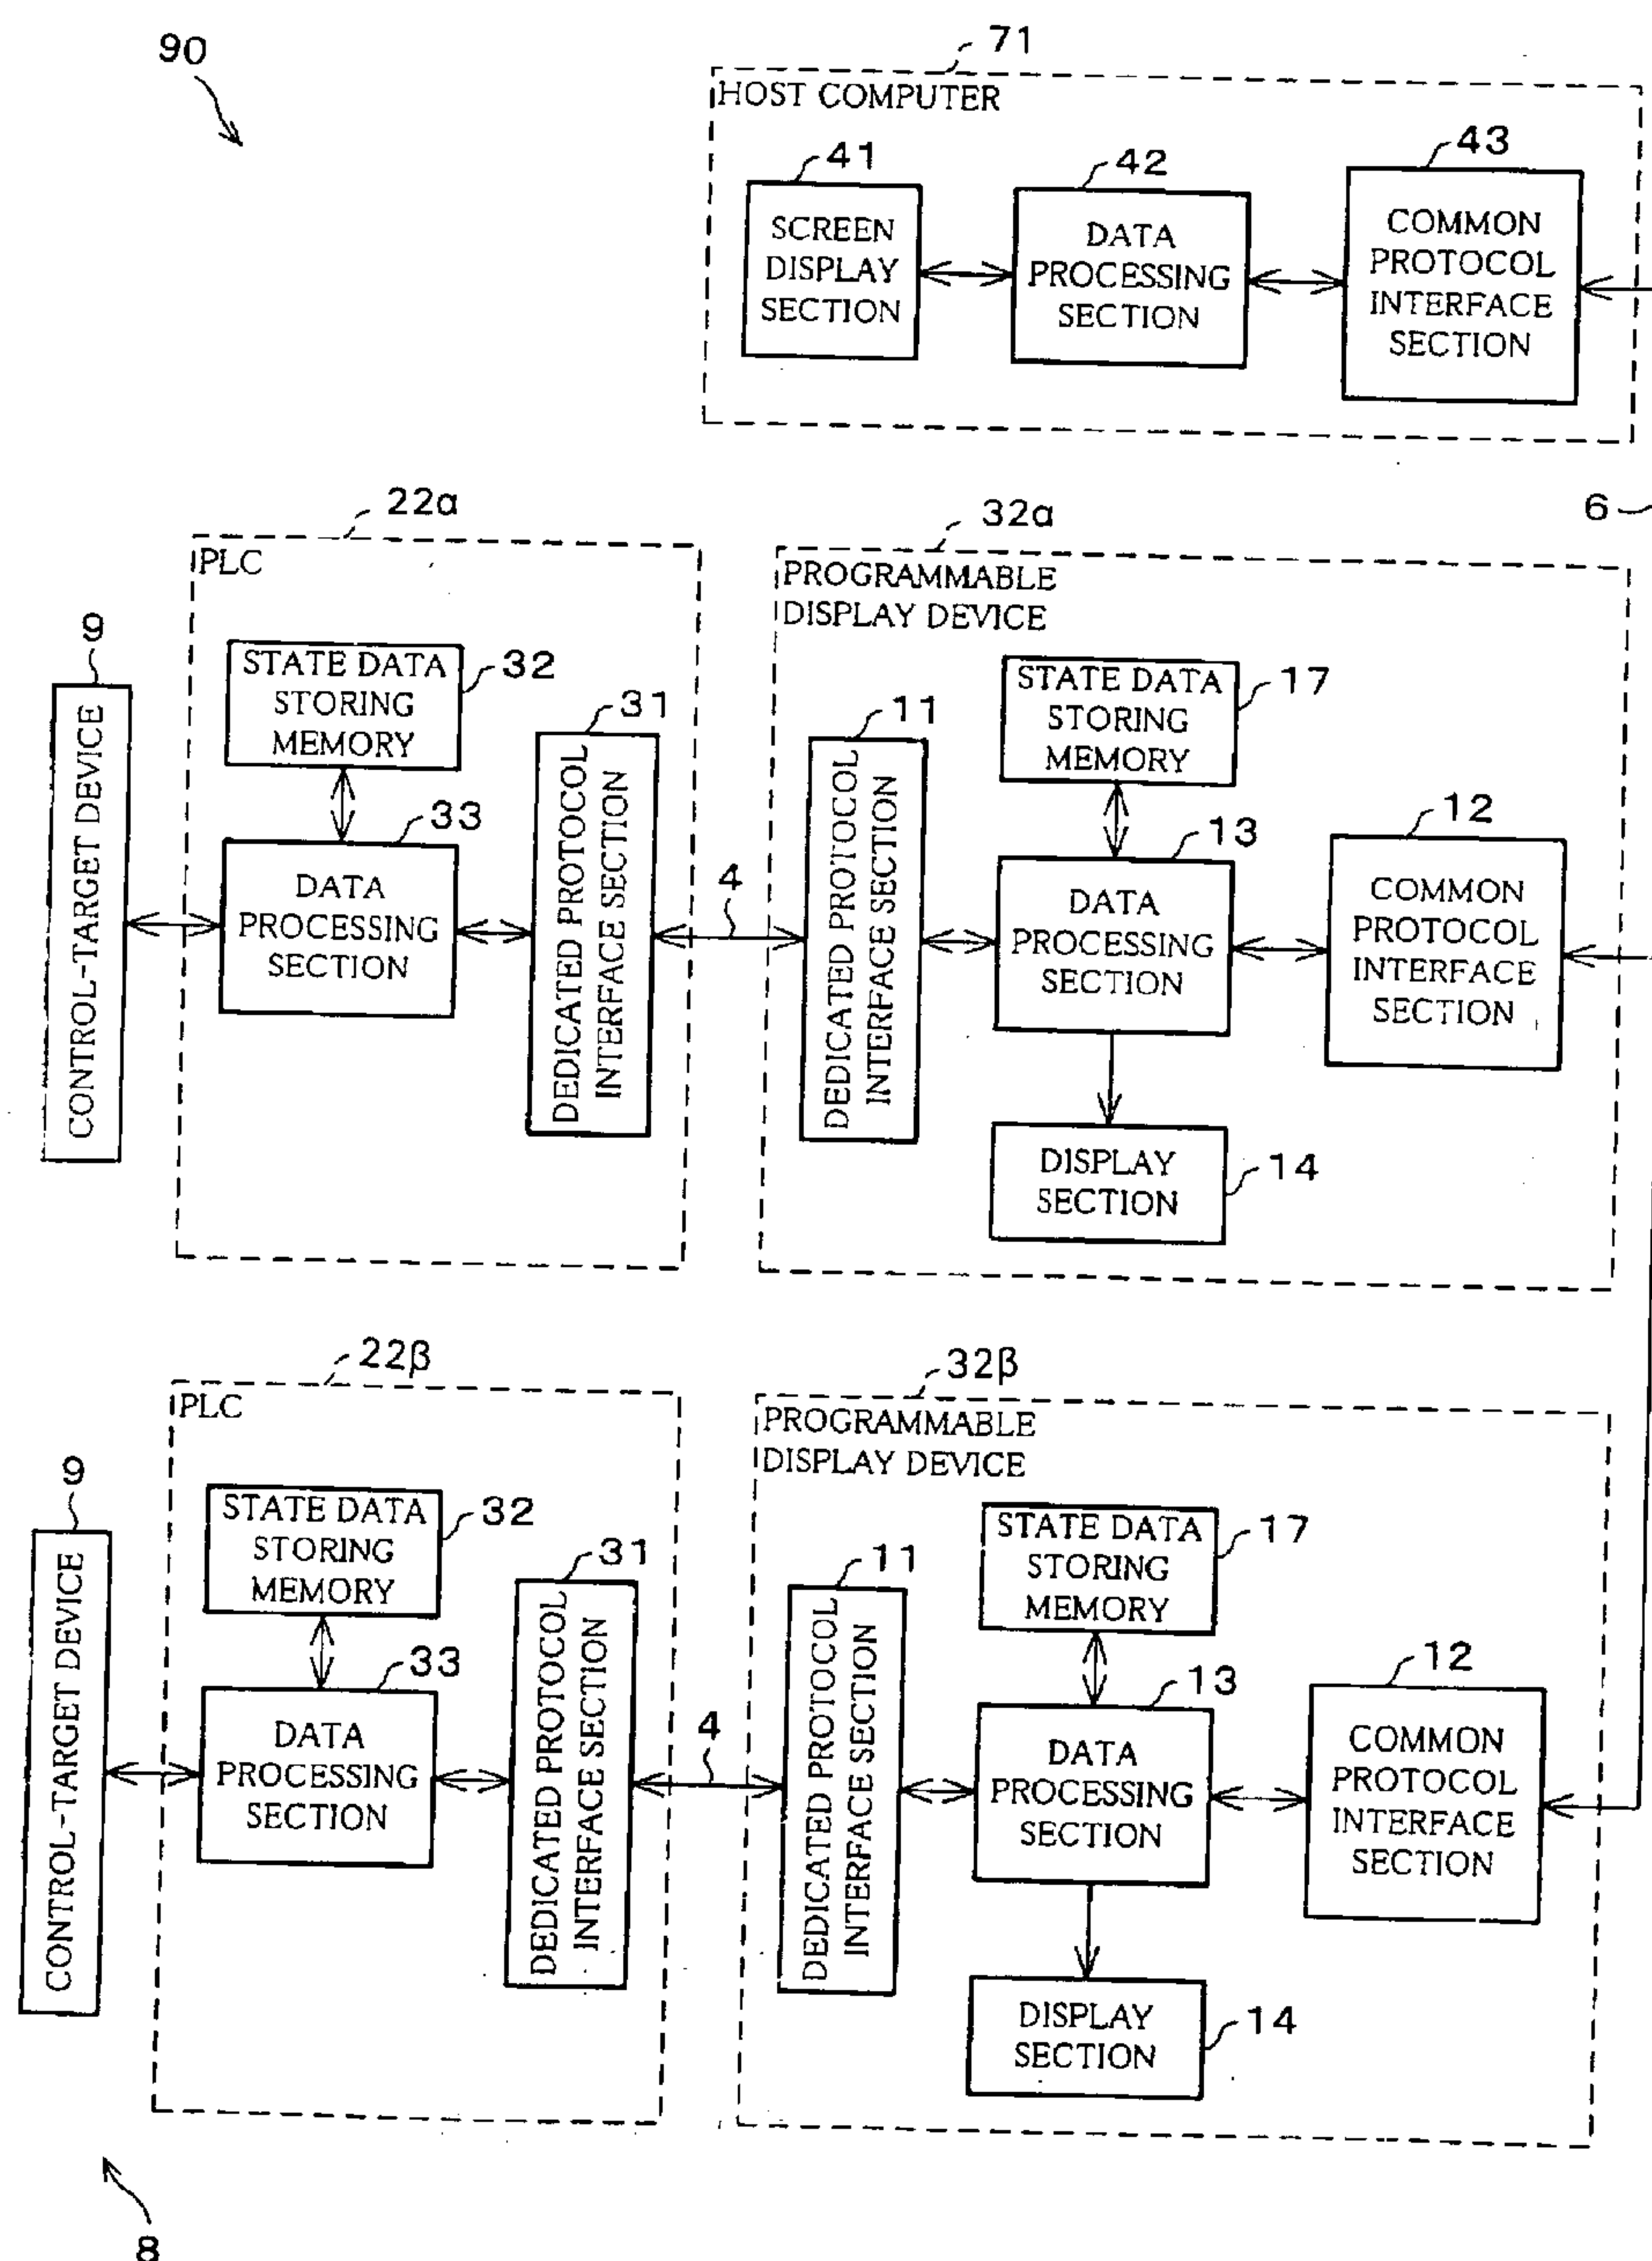 90
71
HOST COMPUTER
41
42
43
SCREEN
DISPLAY
SECTION
DATA
PROCESSING
SECTION
COMMON
PROTOCOL
INTERFACE
SECTION
6
22α
PLC
9
CONTROL-TARGET DEVICE
STATE DATA
STORING
MEMORY
32
33
DATA
PROCESSING
SECTION
31
DEDICATED PROTOCOL
INTERFACE SECTION
4
32α
PROGRAMMABLE
DISPLAY DEVICE
11
DEDICATED PROTOCOL
INTERFACE SECTION
STATE DATA
STORING
MEMORY
17
13
DATA
PROCESSING
SECTION
12
COMMON
PROTOCOL
INTERFACE
SECTION
DISPLAY
SECTION
14
22β
PLC
9
CONTROL-TARGET DEVICE
STATE DATA
STORING
MEMORY
32
33
DATA
PROCESSING
SECTION
31
DEDICATED PROTOCOL
INTERFACE SECTION
4
32β
PROGRAMMABLE
DISPLAY DEVICE
11
DEDICATED PROTOCOL
INTERFACE SECTION
STATE DATA
STORING
MEMORY
17
13
DATA
PROCESSING
SECTION
12
COMMON
PROTOCOL
INTERFACE
SECTION
DISPLAY
SECTION
14
8